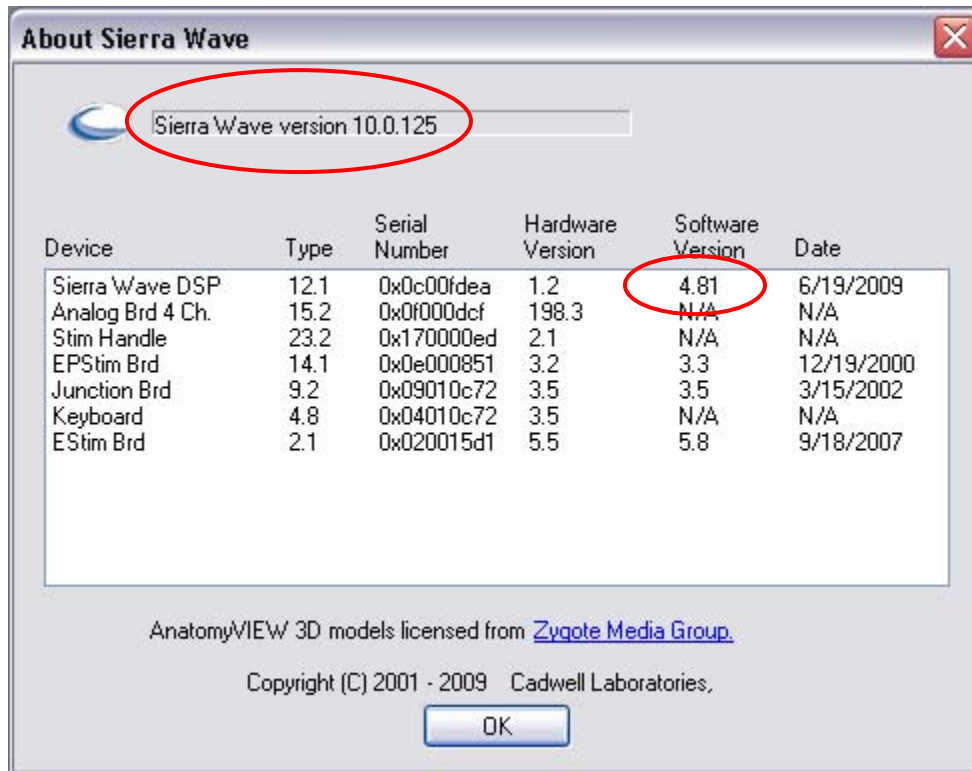 About Sierra Wave
Sierra Wave version 10.0.125
Device Type Serial Number Hardware Version Software Version Date
Sierra Wave DSP 12.1 0x0c00fdea 1.2 4.81 6/19/2009
Analog Brd 4 Ch. 15.2 0x0f000dcf 198.3 N/A N/A
Stim Handle 23.2 0x170000ed 2.1 N/A N/A
EPStim Brd 14.1 0x0e000851 3.2 3.3 12/19/2000
Junction Brd 9.2 0x09010c72 3.5 3.5 3/15/2002
Keyboard 4.8 0x04010c72 3.5 N/A N/A
EStim Brd 2.1 0x020015d1 5.5 5.8 9/18/2007
AnatomyVIEW 3D models licensed from Zygote Media Group.
Copyright (C) 2001 - 2009 Cadwell Laboratories,
OK